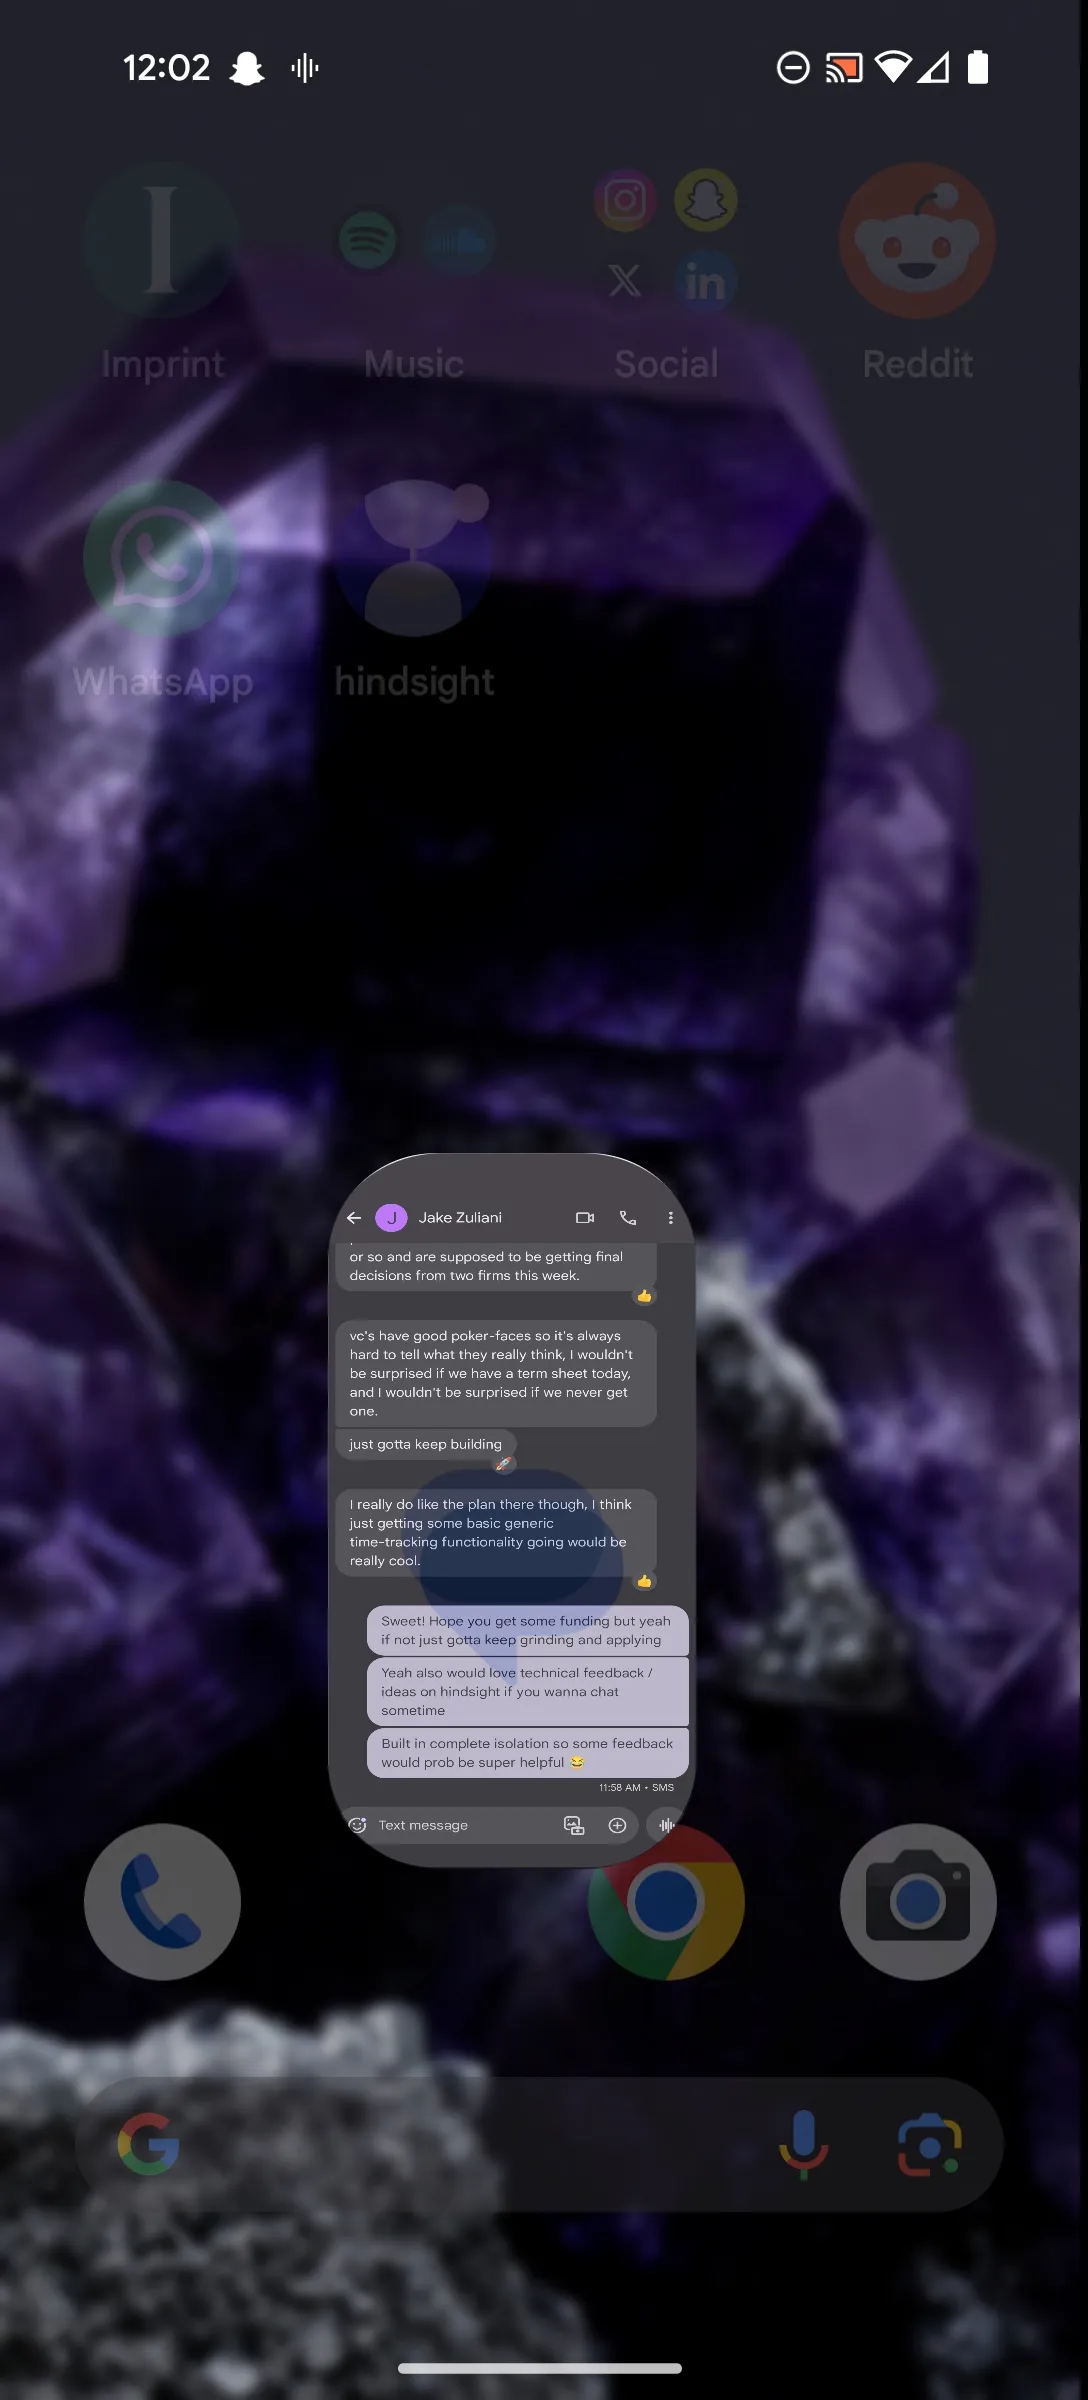 12:02
Imprint
Music
Social
Reddit
WhatsApp
hindsight
J
Jake Zuliani
or so and are supposed to be getting final
decisions from two firms this week.
vc's have good poker-faces so it's always
hard to tell what they really think, I wouldn't
be surprised if we have a term sheet today,
and I wouldn't be surprised if we never get
one.
just gotta keep building
I really do like the plan there though, I think
just getting some basic generic
time-tracking functionality going would be
really cool.
Sweet! Hope you get some funding but yeah
if not just gotta keep grinding and applying
Yeah also would love technical feedback /
ideas on hindsight if you wanna chat
sometime
Built in complete isolation so some feedback
would prob be super helpful 😂
11:58 AM • SMS
Text message